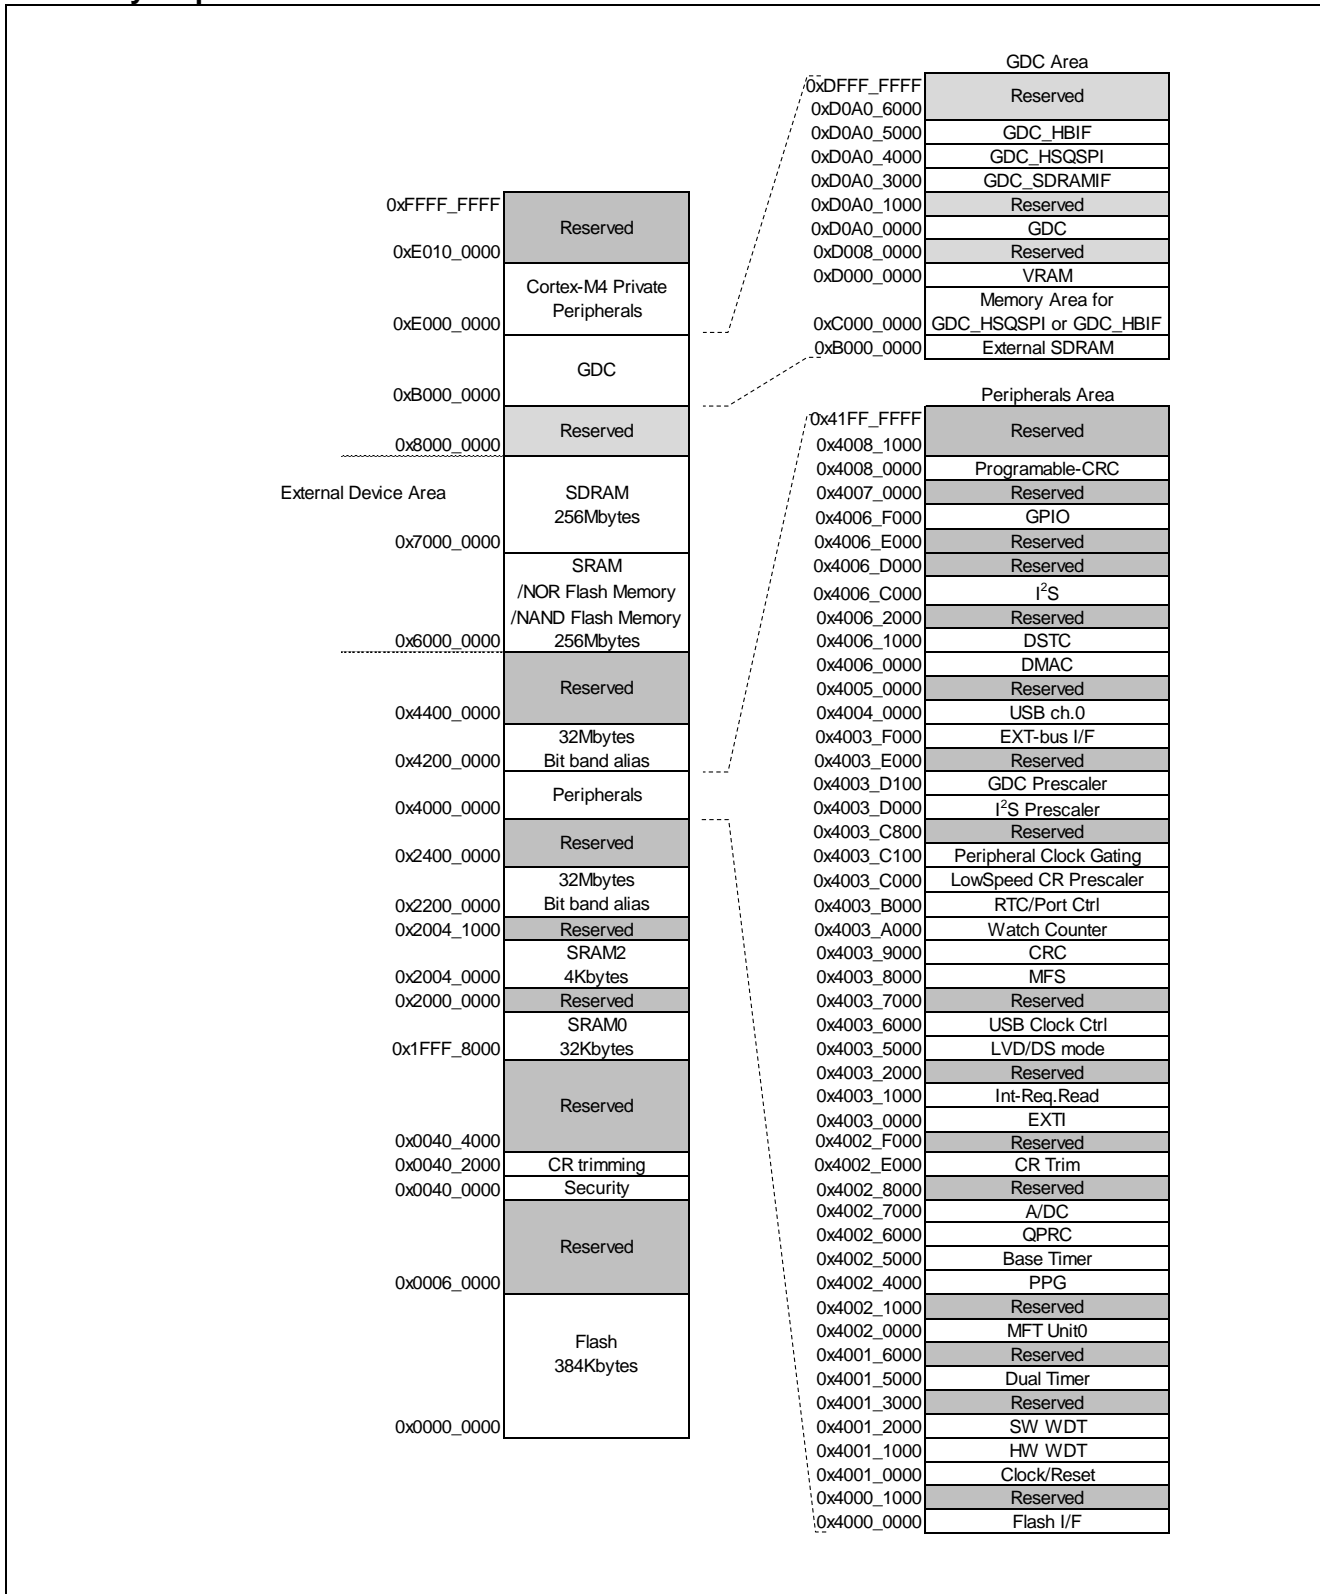 GDC Area
0xDFFF_FFFF
Reserved
0xD0A0_6000
0xD0A0_5000 GDC_HBIF
0xD0A0_4000 GDC_HSQSPI
0xD0A0_3000 GDC_SDRAMIF
0xD0A0_1000 Reserved
0xD0A0_0000 GDC
0xD008_0000 Reserved
0xD000_0000 VRAM
Memory Area for
0xC000_0000 GDC_HSQSPI or GDC_HBIF
0xB000_0000 External SDRAM
0xFFFF_FFFF
Reserved
0xE010_0000
Cortex-M4 Private
Peripherals
0xE000_0000
GDC
0xB000_0000
Reserved
0x8000_0000
External Device Area
SDRAM
256Mbytes
0x7000_0000
SRAM
/NOR Flash Memory
/NAND Flash Memory
0x6000_0000 256Mbytes
Reserved
0x4400_0000
32Mbytes
0x4200_0000 Bit band alias
Peripherals
0x4000_0000
Reserved
0x2400_0000
32Mbytes
0x2200_0000 Bit band alias
0x2004_1000 Reserved
SRAM2
0x2004_0000 4Kbytes
0x2000_0000 Reserved
SRAM0
0x1FFF_8000 32Kbytes
Reserved
0x0040_4000
0x0040_2000 CR trimming
0x0040_0000 Security
Reserved
0x0006_0000
Flash
384Kbytes
0x0000_0000
Peripherals Area
0x41FF_FFFF
Reserved
0x4008_1000
0x4008_0000 Programable-CRC
0x4007_0000 Reserved
0x4006_F000 GPIO
0x4006_E000 Reserved
0x4006_D000 Reserved
0x4006_C000 I²S
0x4006_2000 Reserved
0x4006_1000 DSTC
0x4006_0000 DMAC
0x4005_0000 Reserved
0x4004_0000 USB ch.0
0x4003_F000 EXT-bus I/F
0x4003_E000 Reserved
0x4003_D100 GDC Prescaler
0x4003_D000 I²S Prescaler
0x4003_C800 Reserved
0x4003_C100 Peripheral Clock Gating
0x4003_C000 LowSpeed CR Prescaler
0x4003_B000 RTC/Port Ctrl
0x4003_A000 Watch Counter
0x4003_9000 CRC
0x4003_8000 MFS
0x4003_7000 Reserved
0x4003_6000 USB Clock Ctrl
0x4003_5000 LVD/DS mode
0x4003_2000 Reserved
0x4003_1000 Int-Req.Read
0x4003_0000 EXTI
0x4002_F000 Reserved
0x4002_E000 CR Trim
0x4002_8000 Reserved
0x4002_7000 A/DC
0x4002_6000 QPRC
0x4002_5000 Base Timer
0x4002_4000 PPG
0x4002_1000 Reserved
0x4002_0000 MFT Unit0
0x4001_6000 Reserved
0x4001_5000 Dual Timer
0x4001_3000 Reserved
0x4001_2000 SW WDT
0x4001_1000 HW WDT
0x4001_0000 Clock/Reset
0x4000_1000 Reserved
0x4000_0000 Flash I/F